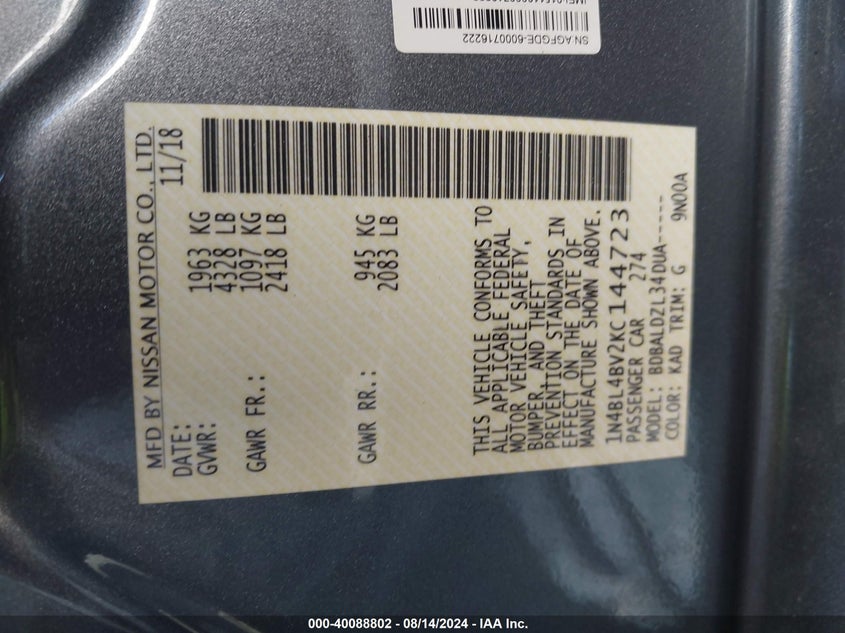 MFD BY NISSAN MOTOR CO., LTD.
DATE: 11/18
GVWR: 1963 KG
4328 LB
GAWR FR.: 1097 KG
2418 LB
GAWR RR.: 945 KG
2083 LB
THIS VEHICLE CONFORMS TO
ALL APPLICABLE FEDERAL
MOTOR VEHICLE SAFETY,
BUMPER, AND THEFT
PREVENTION STANDARDS IN
EFFECT ON THE DATE OF
MANUFACTURE SHOWN ABOVE.
1N4BL4BV2KC144723
PASSENGER CAR 274
MODEL: BDBALDZL34DUA-----
COLOR: KAD TRIM: G 9N00A
SN:AGFGDE-6000716222
000-40088802 - 08/14/2024 - IAA Inc.